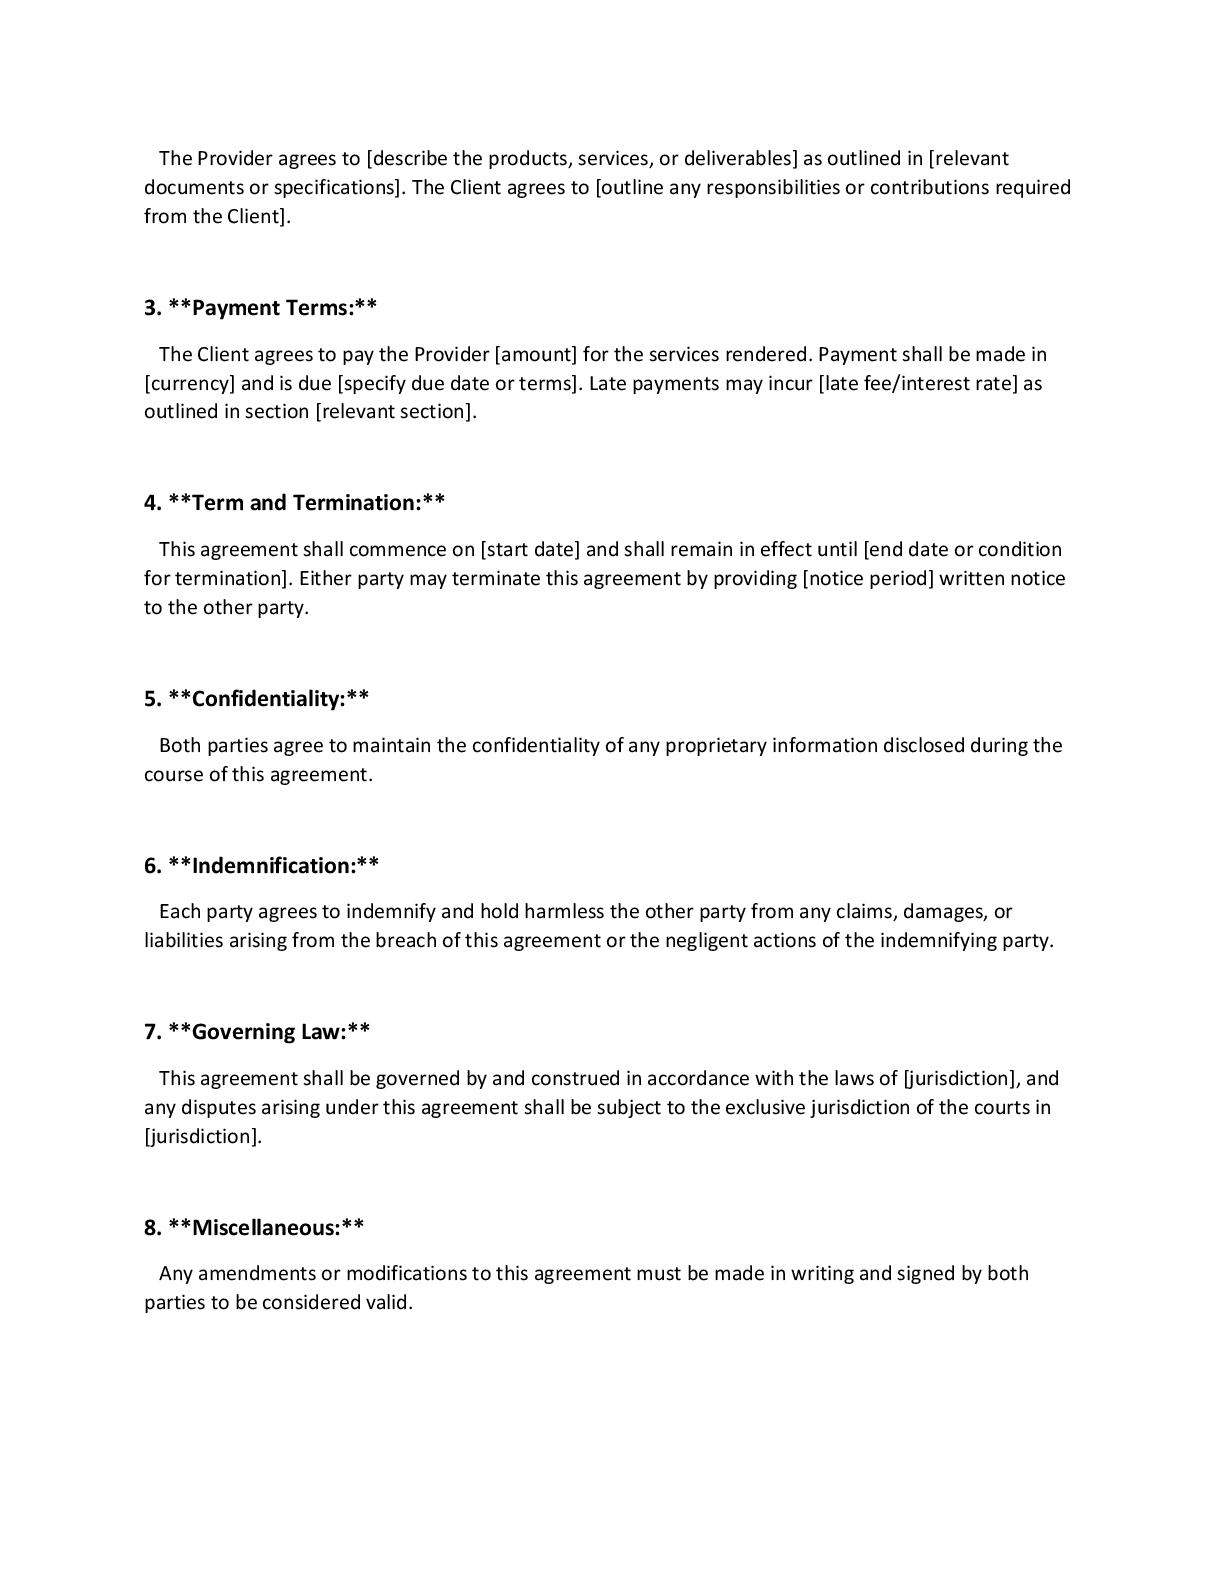 The Provider agrees to [describe the products, services, or deliverables] as outlined in [relevant
documents or specifications]. The Client agrees to [outline any responsibilities or contributions required
from the Client].
3. **Payment Terms:**
The Client agrees to pay the Provider [amount] for the services rendered. Payment shall be made in
[currency] and is due [specify due date or terms]. Late payments may incur [late fee/interest rate] as
outlined in section [relevant section].
4. **Term and Termination:**
This agreement shall commence on [start date] and shall remain in effect until [end date or condition
for termination]. Either party may terminate this agreement by providing [notice period] written notice
to the other party.
5. **Confidentiality:**
Both parties agree to maintain the confidentiality of any proprietary information disclosed during the
course of this agreement.
6. **Indemnification:**
Each party agrees to indemnify and hold harmless the other party from any claims, damages, or
liabilities arising from the breach of this agreement or the negligent actions of the indemnifying party.
7. **Governing Law:**
This agreement shall be governed by and construed in accordance with the laws of [jurisdiction], and
any disputes arising under this agreement shall be subject to the exclusive jurisdiction of the courts in
[jurisdiction].
8. **Miscellaneous:**
Any amendments or modifications to this agreement must be made in writing and signed by both
parties to be considered valid.